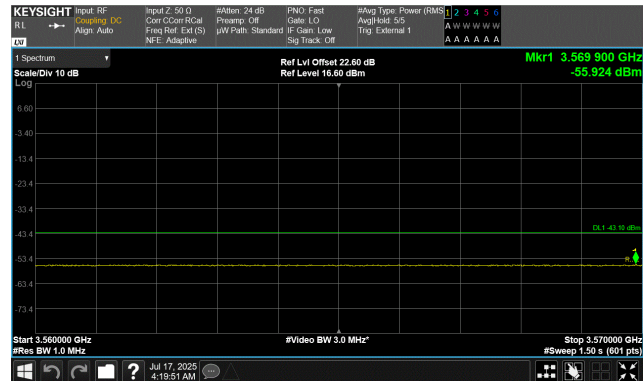 KEYSIGHT
RL
LXI
Input: RF
Coupling: DC
Align: Auto
Input Z: 50 Ω
Corr CCorr RCal
Freq Ref: Ext (S)
NFE: Adaptive
#Atten: 24 dB
Preamp: Off
µW Path: Standard
PNO: Fast
Gate: LO
IF Gain: Low
Sig Track: Off
#Avg Type: Power (RMS
Avg|Hold: 5/5
Trig: External 1
1 2 3 4 5 6
A W W W W W
A A A A A A
1 Spectrum
Scale/Div 10 dB
Log
Ref Lvl Offset 22.60 dB
Ref Level 16.60 dBm
Mkr1 3.569 900 GHz
-55.924 dBm
6.60
-3.40
-13.4
-23.4
-33.4
-43.4
DL1 -43.10 dBm
-53.4
1
R..
-63.4
-73.4
Start 3.560000 GHz
#Res BW 1.0 MHz
#Video BW 3.0 MHz*
Stop 3.570000 GHz
#Sweep 1.50 s (601 pts)
?
Jul 17, 2025
4:19:51 AM